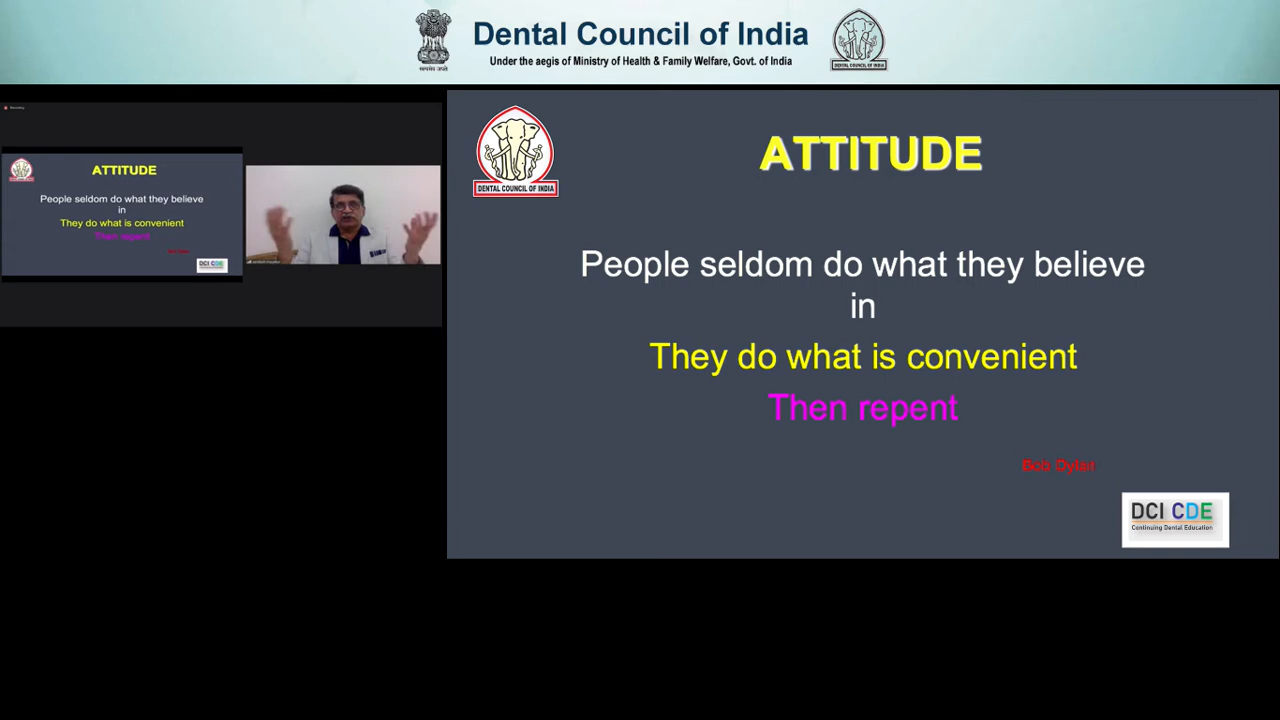 Dental Council of India
Under the aegis of Ministry of Health & Family Welfare, Govt. of India
DENTAL COUNCIL OF INDIA
ATTITUDE
People seldom do what they believe
in
They do what is convenient
Then repent
Bob Dylan
DCI CDE
Continuing Dental Education
ATTITUDE
People seldom do what they believe
in
They do what is convenient
Then repent
DCI CDE